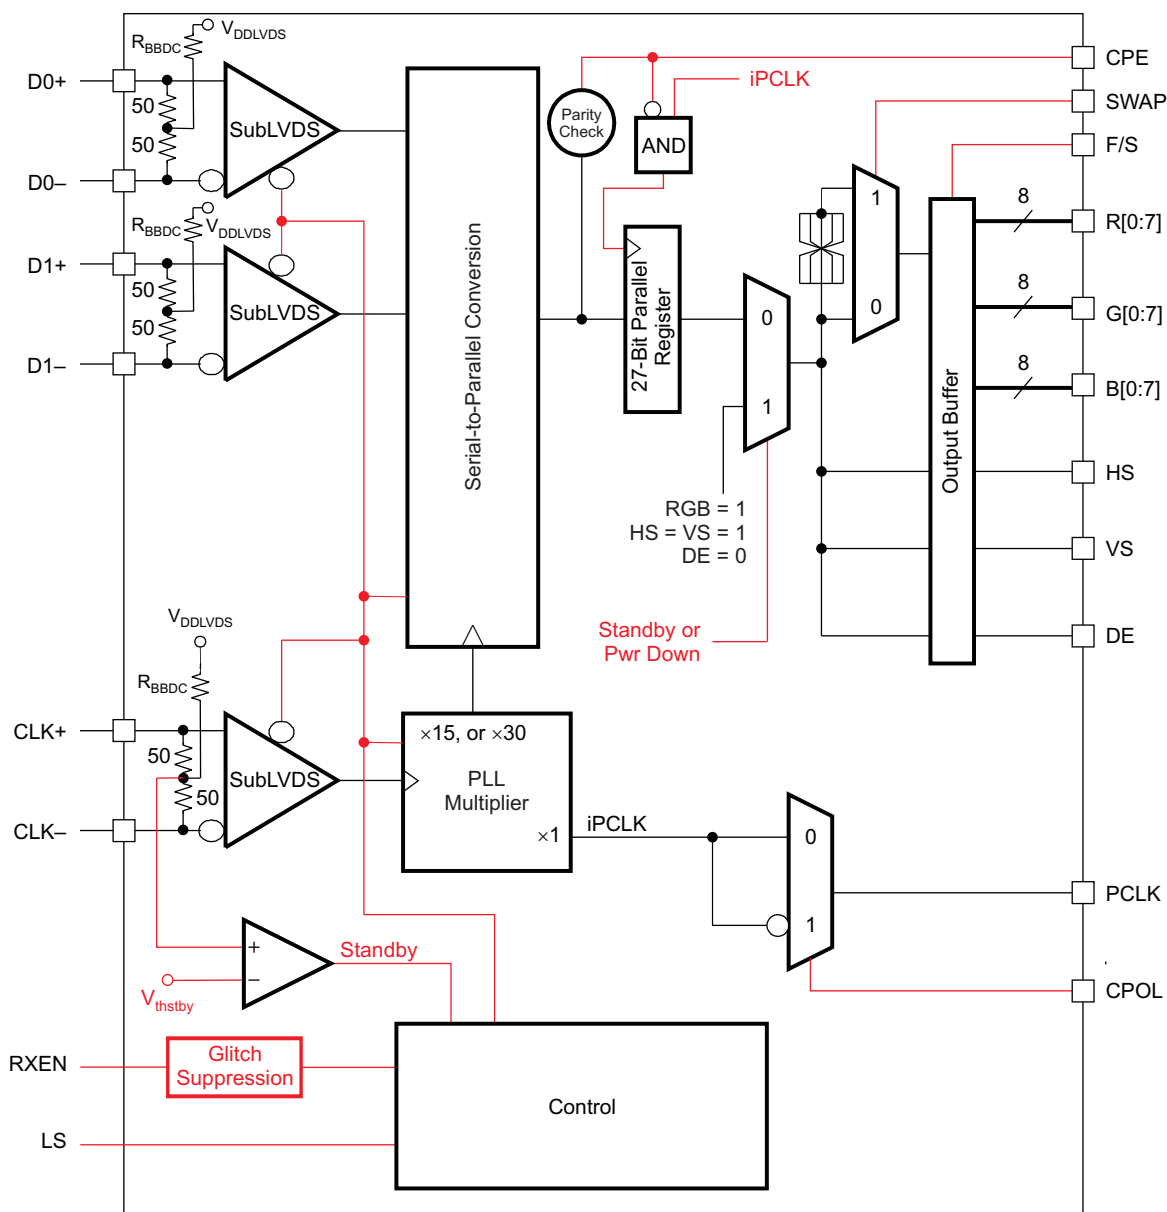 VDDLVDS
RBBDC
D0+
50
50
SubLVDS
D0–
RBBDC
VDDLVDS
D1+
50
50
SubLVDS
D1–
Serial-to-Parallel Conversion
Parity
Check
iPCLK
AND
27-Bit Parallel
Register
0
1
RGB = 1
HS = VS = 1
DE = 0
Standby or
Pwr Down
1
0
Output Buffer
CPE
SWAP
F/S
8
R[0:7]
8
G[0:7]
8
B[0:7]
HS
VS
DE
VDDLVDS
RBBDC
CLK+
50
50
SubLVDS
CLK–
×15, or ×30
PLL
Multiplier
×1
iPCLK
0
1
PCLK
CPOL
+
–
Standby
Vthstby
RXEN
Glitch
Suppression
LS
Control